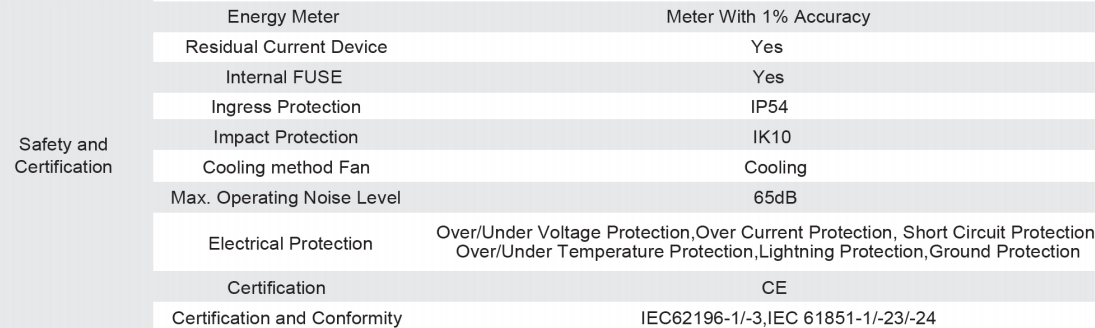 Energy Meter Meter With 1% Accuracy
Residual Current Device Yes
Internal FUSE Yes
Ingress Protection IP54
Safety and
Certification
Impact Protection IK10
Cooling method Fan Cooling
Max. Operating Noise Level 65dB
Electrical Protection
Over/Under Voltage Protection,Over Current Protection, Short Circuit Protection
Over/Under Temperature Protection,Lightning Protection,Ground Protection
Certification CE
Certification and Conformity IEC62196-1/-3,IEC 61851-1/-23/-24